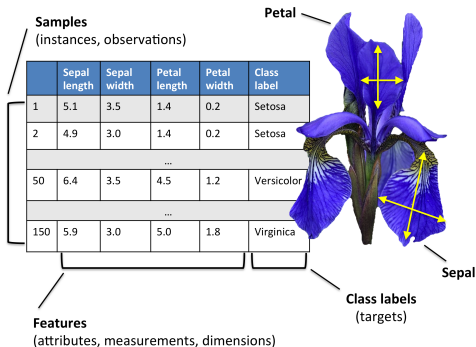 Samples
(instances, observations)
Petal
Sepal length Sepal width Petal length Petal width Class label
1 5.1 3.5 1.4 0.2 Setosa
2 4.9 3.0 1.4 0.2 Setosa
...
50 6.4 3.5 4.5 1.2 Versicolor
...
150 5.9 3.0 5.0 1.8 Virginica
Sepal
Class labels
(targets)
Features
(attributes, measurements, dimensions)